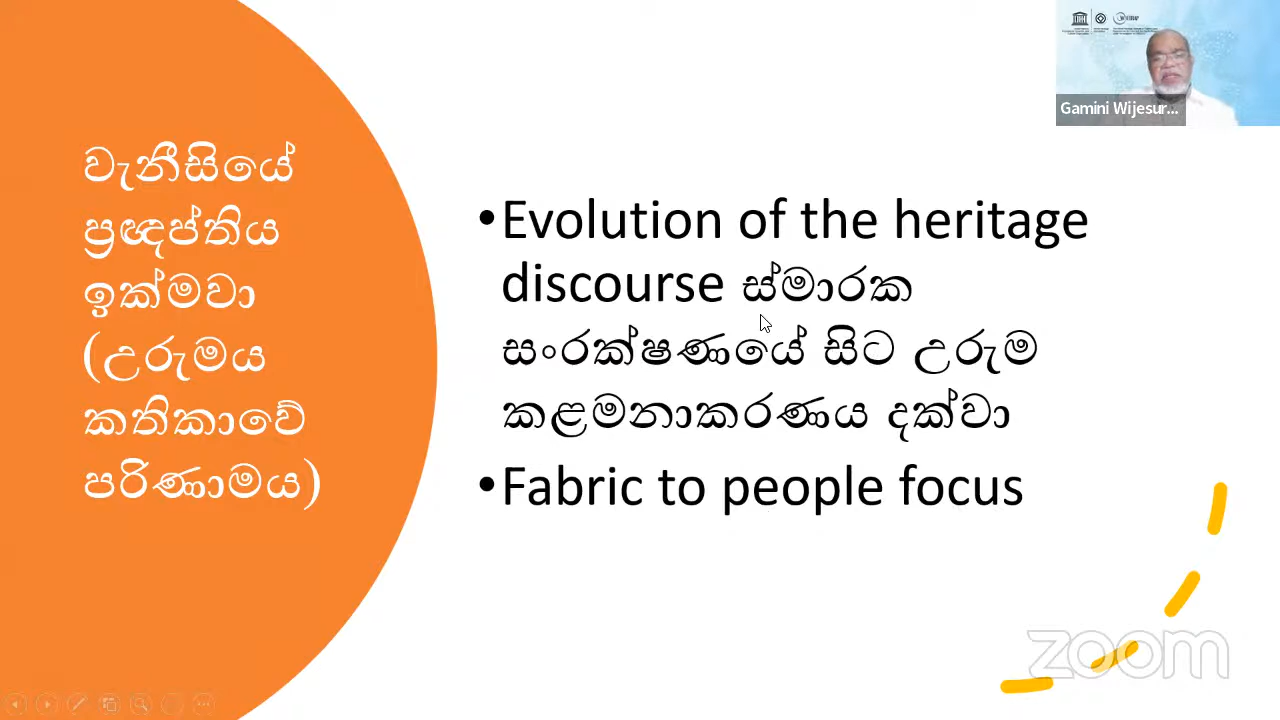 වැනීසියේ
ප්‍රඥප්තිය
ඉක්මවා
(උරුමය
කතිකාවේ
පරිණාමය)
•Evolution of the heritage
discourse ස්මාරක
සංරක්ෂණයේ සිට උරුම
කළමනාකරණය දක්වා
•Fabric to people focus
Gamini Wijesur...
zoom